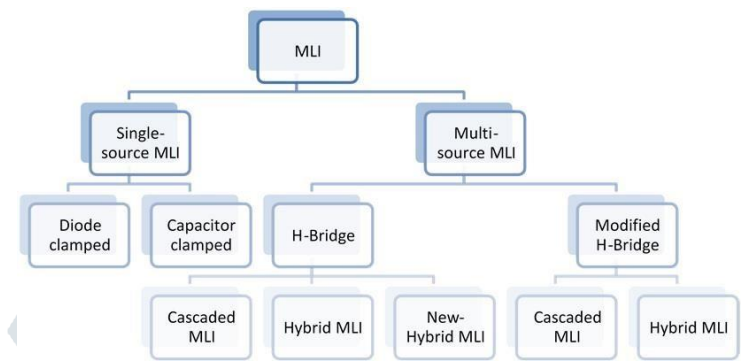 MLI
Single-
source MLI
Multi-
source MLI
Diode
clamped
Capacitor
clamped
H-Bridge
Modified
H-Bridge
Cascaded
MLI
Hybrid MLI
New-
Hybrid MLI
Cascaded
MLI
Hybrid MLI